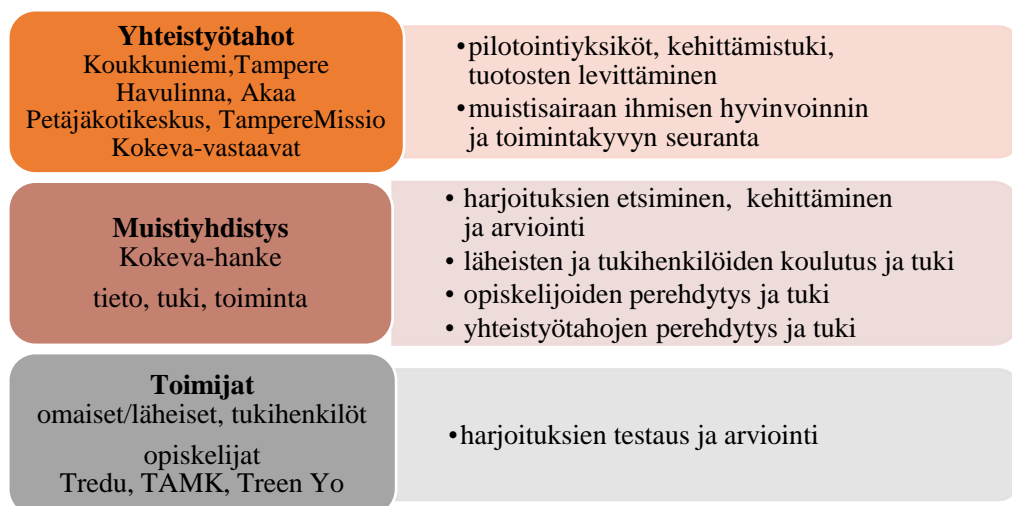 Yhteistyötahot
Koukkuniemi,Tampere
Havulinna, Akaa
Petäjäkotikeskus, TampereMissio
Kokeva-vastaavat
•pilotointiyksiköt, kehittämistuki,
tuotosten levittäminen
•muistisairaan ihmisen hyvinvoinnin
ja toimintakyvyn seuranta
Muistiyhdistys
Kokeva-hanke
tieto, tuki, toiminta
• harjoituksien etsiminen, kehittäminen
ja arviointi
• läheisten ja tukihenkilöiden koulutus ja tuki
• opiskelijoiden perehdytys ja tuki
• yhteistyötahojen perehdytys ja tuki
Toimijat
omaiset/läheiset, tukihenkilöt
opiskelijat
Tredu, TAMK, Treen Yo
•harjoituksien testaus ja arviointi